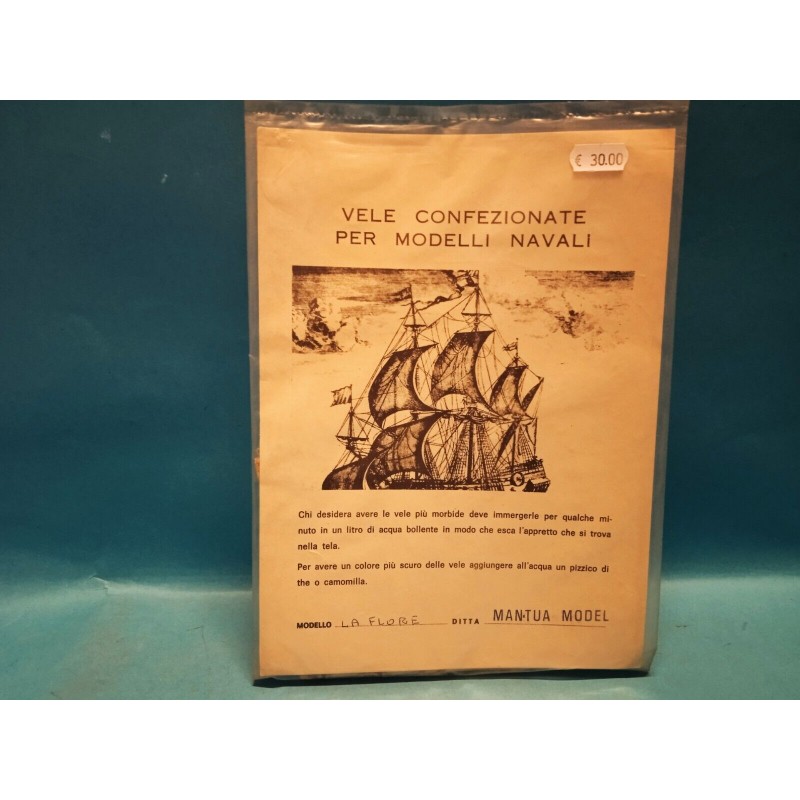 € 30.00
VELE CONFEZIONATE
PER MODELLI NAVALI
Chi desidera avere le vele più morbide deve immergerle per qualche mi-
nuto in un litro di acqua bollente in modo che esca l'appretto che si trova
nella tela.
Per avere un colore più scuro delle vele aggiungere all'acqua un pizzico di
the o camomilla.
MODELLO LA FLORE DITTA MANTUA MODEL